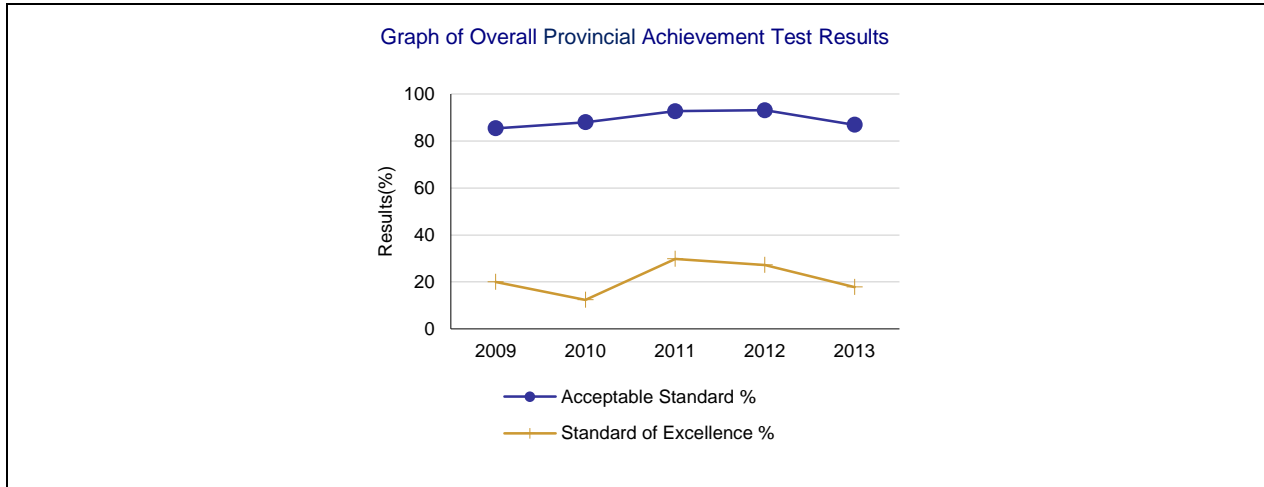 Graph of Overall Provincial Achievement Test Results
100
80
60
40
20
0
Results(%)
2009 2010 2011 2012 2013
Acceptable Standard %
Standard of Excellence %